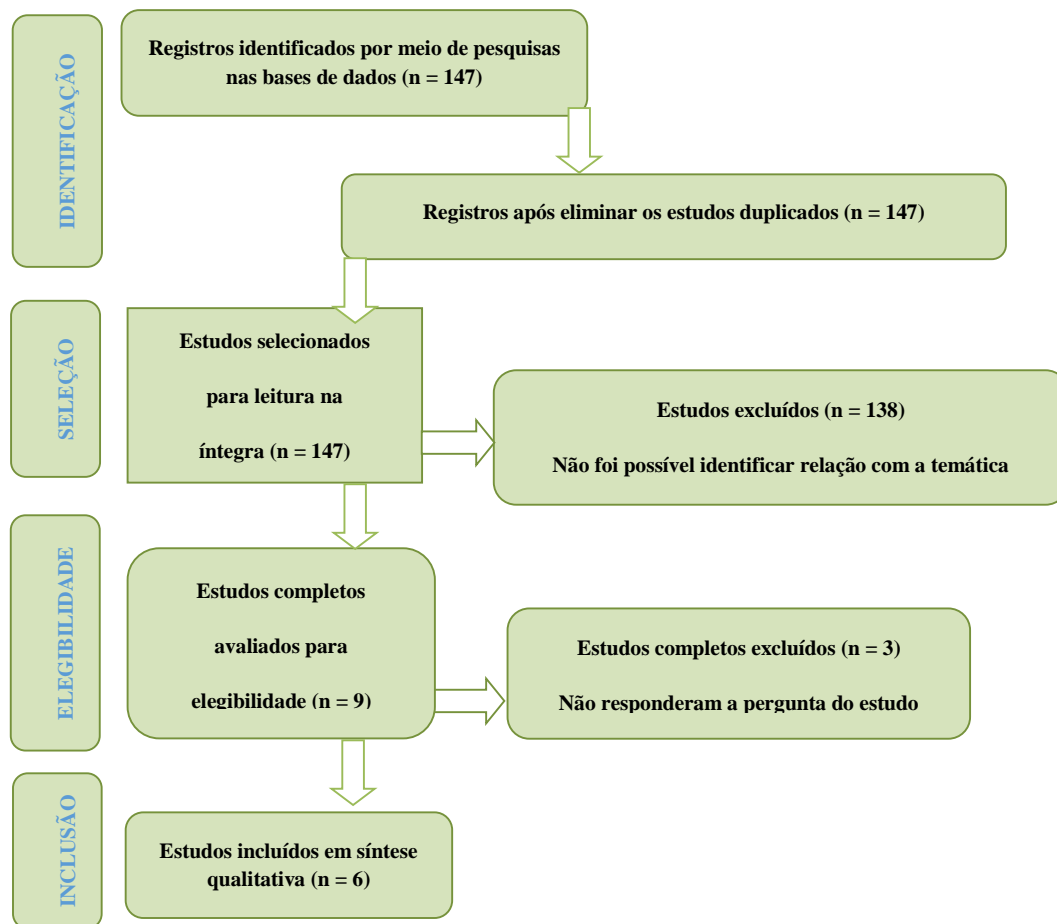 IDENTIFICAÇÃO
Registros identificados por meio de pesquisas
nas bases de dados (n = 147)
Registros após eliminar os estudos duplicados (n = 147)
SELEÇÃO
Estudos selecionados
para leitura na
íntegra (n = 147)
Estudos excluídos (n = 138)
Não foi possível identificar relação com a temática
ELEGIBILIDADE
Estudos completos
avaliados para
elegibilidade (n = 9)
Estudos completos excluídos (n = 3)
Não responderam a pergunta do estudo
INCLUSÃO
Estudos incluídos em síntese
qualitativa (n = 6)